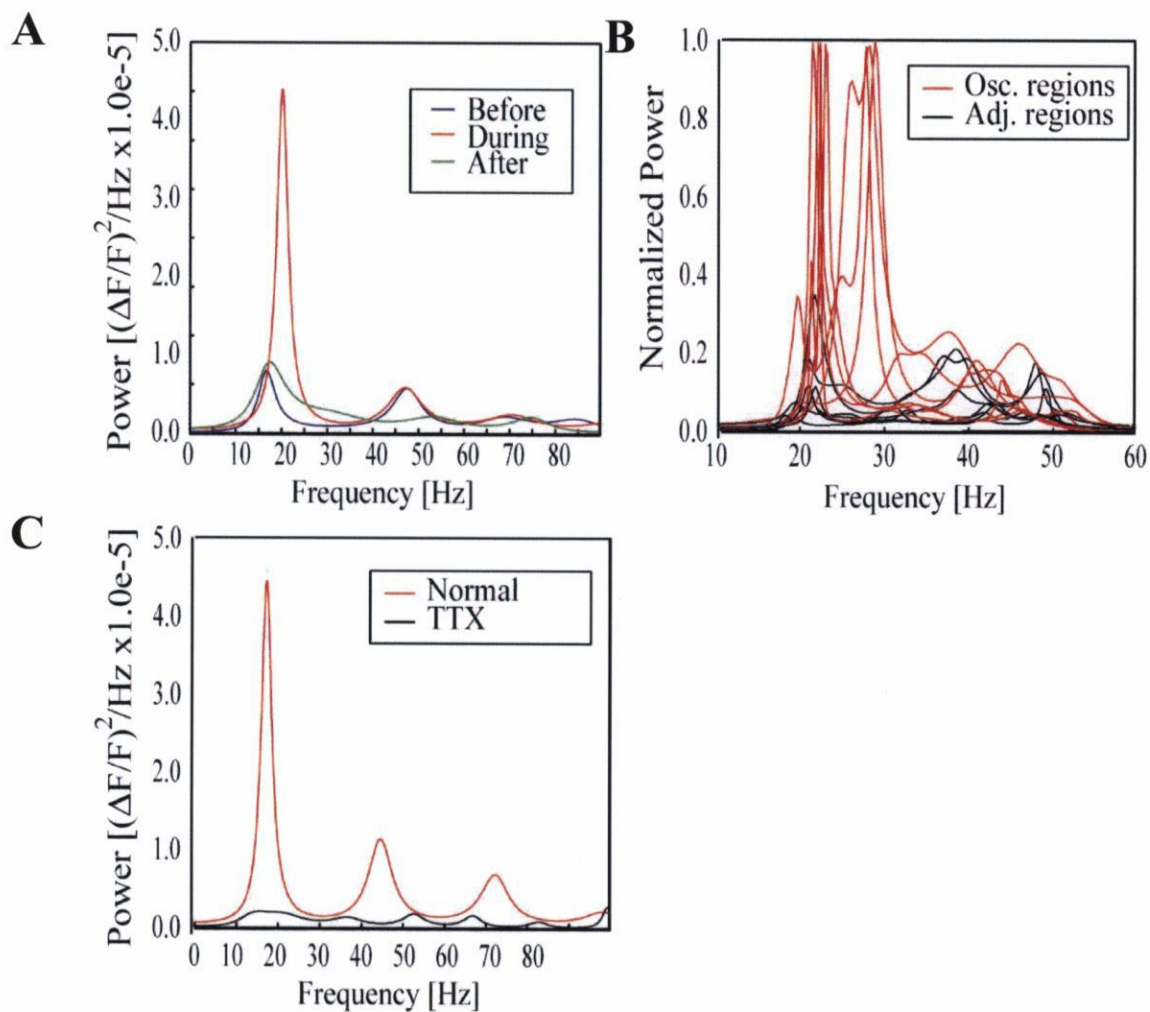 A
Power [(ΔF/F)²/Hz x1.0e-5]
5.0
4.0
3.0
2.0
1.0
0.0
Before
During
After
0 10 20 30 40 50 60 70 80
Frequency [Hz]
B
Normalized Power
1.0
0.8
0.6
0.4
0.2
0.0
Osc. regions
Adj. regions
10 20 30 40 50 60
Frequency [Hz]
C
Power [(ΔF/F)²/Hz x1.0e-5]
5.0
4.0
3.0
2.0
1.0
0.0
Normal
TTX
0 10 20 30 40 50 60 70 80
Frequency [Hz]